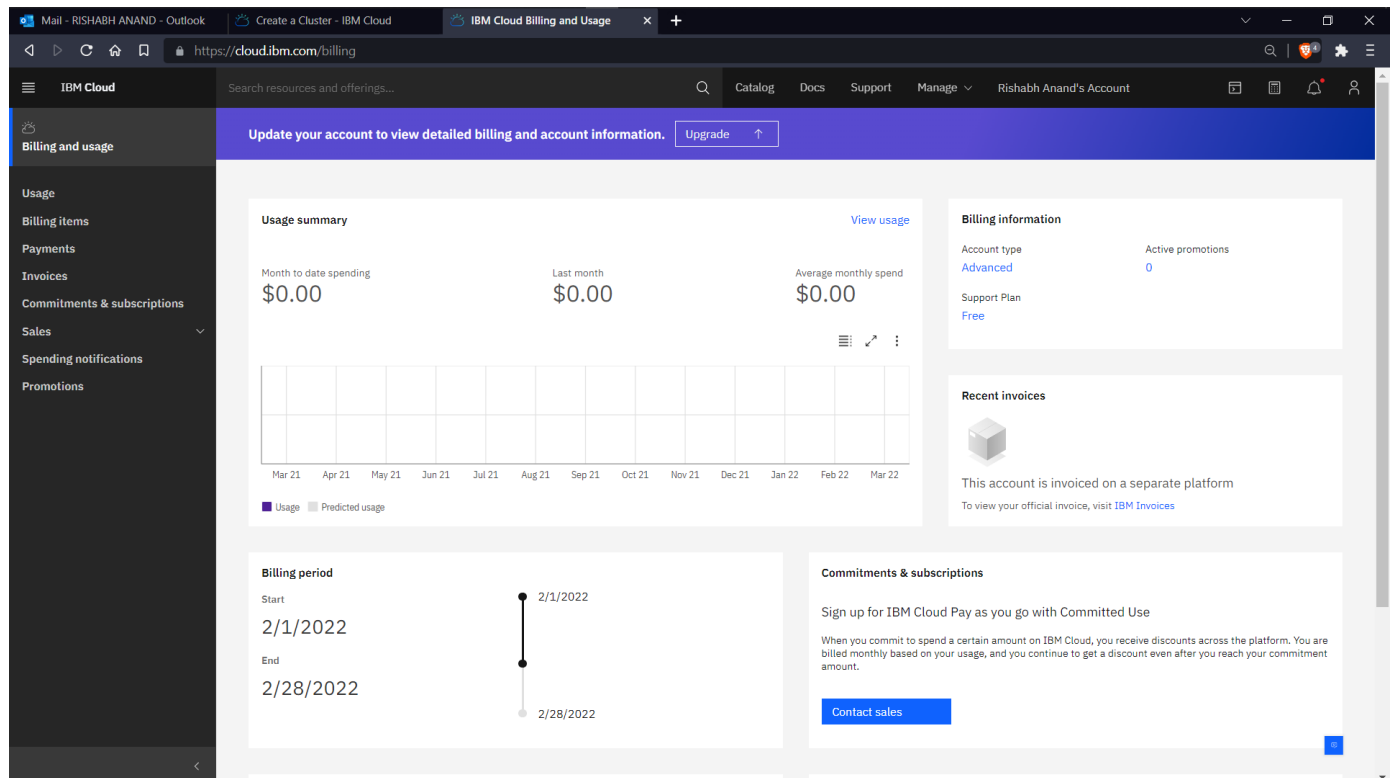 Mail - RISHABH ANAND - Outlook
Create a Cluster - IBM Cloud
IBM Cloud Billing and Usage
https://cloud.ibm.com/billing
4
IBM Cloud
Search resources and offerings...
Catalog
Docs
Support
Manage
Rishabh Anand's Account
Billing and usage
Usage
Billing items
Payments
Invoices
Commitments & subscriptions
Sales
Spending notifications
Promotions
Update your account to view detailed billing and account information.
Upgrade
Usage summary
View usage
Month to date spending
$0.00
Last month
$0.00
Average monthly spend
$0.00
Mar 21 Apr 21 May 21 Jun 21 Jul 21 Aug 21 Sep 21 Oct 21 Nov 21 Dec 21 Jan 22 Feb 22 Mar 22
Usage
Predicted usage
Billing information
Account type
Advanced
Active promotions
0
Support Plan
Free
Recent invoices
This account is invoiced on a separate platform
To view your official invoice, visit IBM Invoices
Billing period
Start
2/1/2022
End
2/28/2022
2/1/2022
2/28/2022
Commitments & subscriptions
Sign up for IBM Cloud Pay as you go with Committed Use
When you commit to spend a certain amount on IBM Cloud, you receive discounts across the platform. You are
billed monthly based on your usage, and you continue to get a discount even after you reach your commitment
amount.
Contact sales